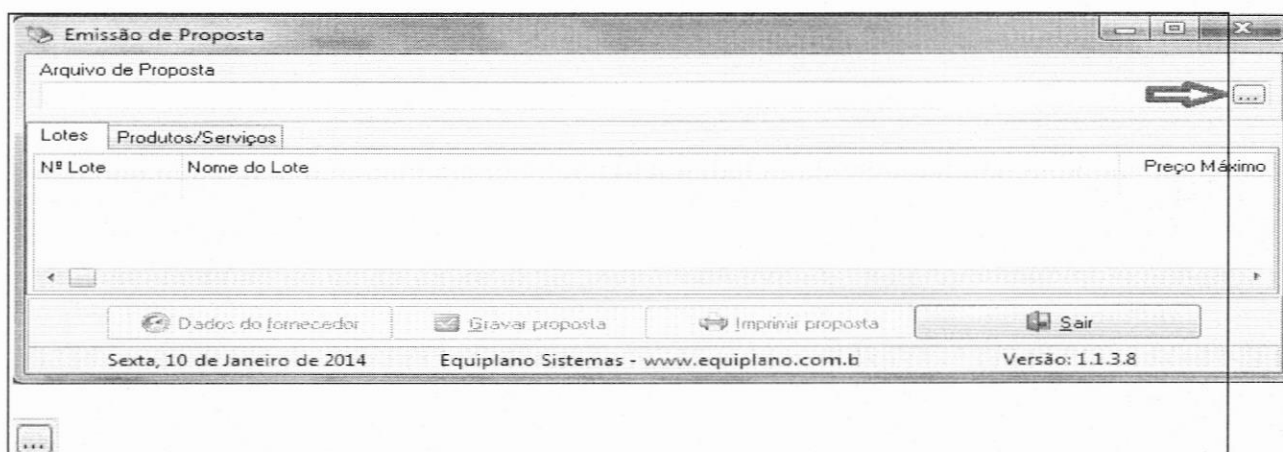 Emissão de Proposta
Arquivo de Proposta
...
Lotes Produtos/Serviços
Nº Lote Nome do Lote Preço Máximo
Dados do fornecedor Gravar proposta Imprimir proposta Sair
Sexta, 10 de Janeiro de 2014 Equiplano Sistemas - www.equiplano.com.b Versão: 1.1.3.8
...